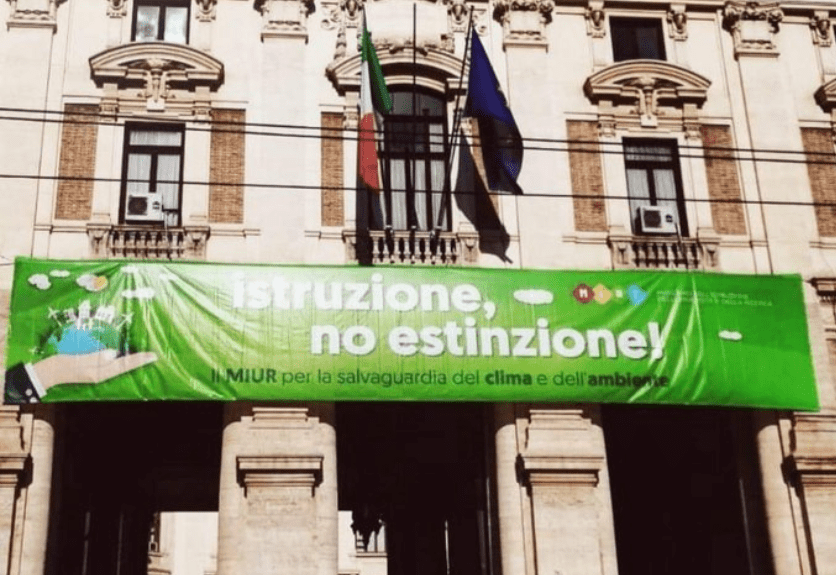 istruzione,
no estinzione!
Il MIUR per la salvaguardia del clima e dell'ambiente